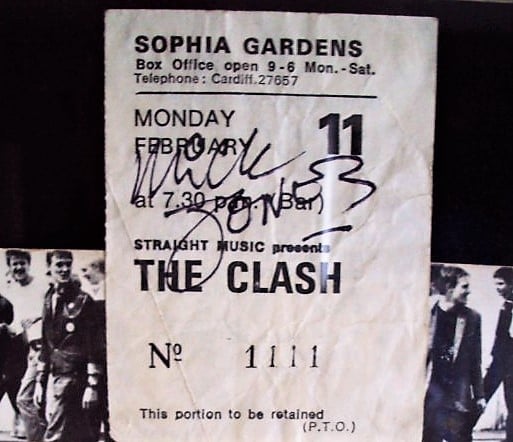 SOPHIA GARDENS
Box Office open 9-6 Mon.-Sat.
Telephone: Cardiff.27657
MONDAY 11
FEBRUARY
Mick
at 7.30 p.m. (Bar)
JONES
STRAIGHT MUSIC presents
THE CLASH
Nº 1111
This portion to be retained
(P.T.O.)